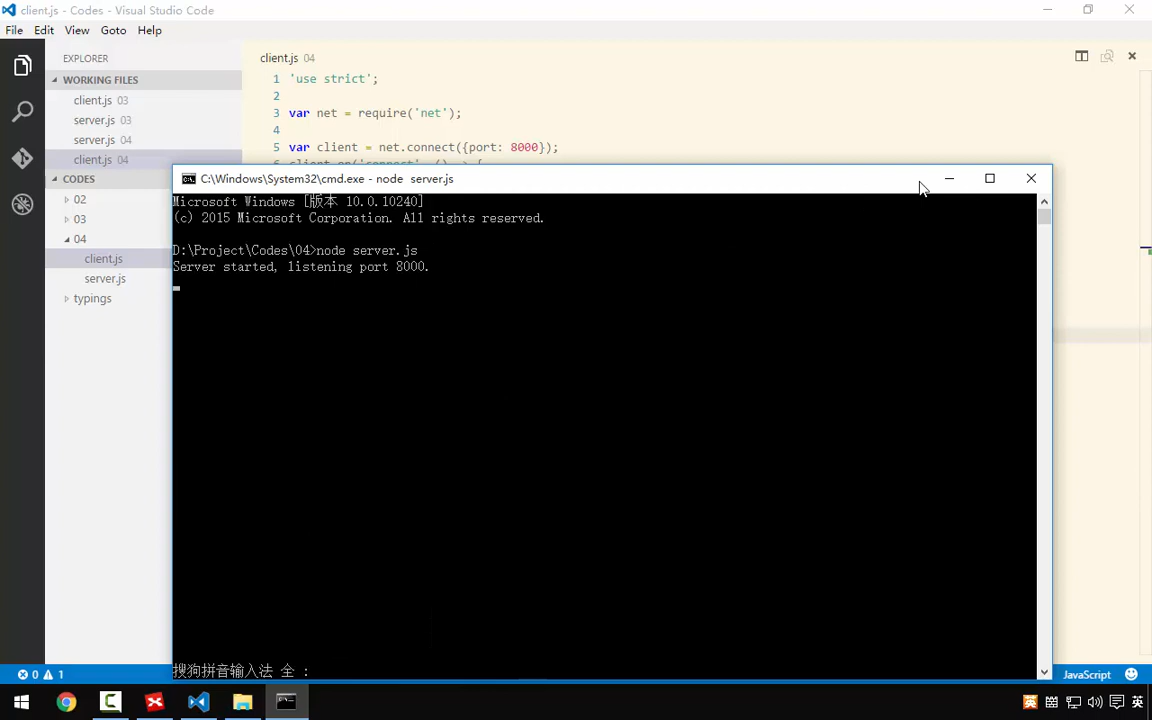 client.js - Codes - Visual Studio Code
File Edit View Goto Help
EXPLORER
WORKING FILES
client.js 03
server.js 03
server.js 04
client.js 04
CODES
02
03
04
client.js
server.js
typings
client.js 04
1 'use strict';
2
3 var net = require('net');
4
5 var client = net.connect({port: 8000});
C:\Windows\System32\cmd.exe - node server.js
Microsoft Windows [版本 10.0.10240]
(c) 2015 Microsoft Corporation. All rights reserved.
D:\Project\Codes\04>node server.js
Server started, listening port 8000.
搜狗拼音输入法 全 :
0 1
JavaScript
英 英